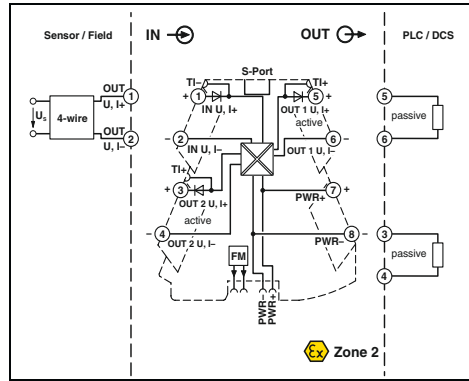 Sensor / Field
IN
OUT
PLC / DCS
S-Port
TI–
TI+
OUT
U, I+
1
+
1
IN U, I+
OUT 1 U, I+
5
+
5
Us
4-wire
active
passive
OUT
U, I–
2
–
2
IN U, I–
OUT 1 U, I–
6
–
6
TI+
+
3
OUT 2 U, I+
PWR+
7
+
active
–
4
OUT 2 U, I–
PWR–
8
–
3
passive
4
FM
PWR–
PWR+
Ex
Zone 2